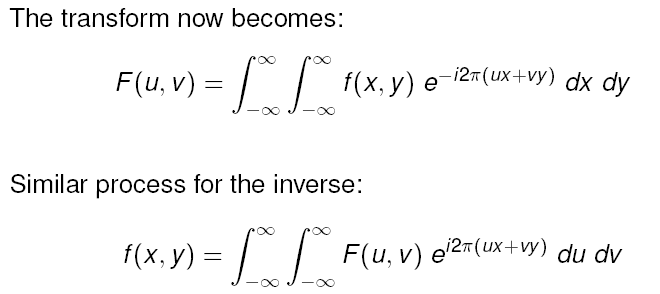 The transform now becomes:
F(u, v) = ∫_{−∞}^{∞} ∫_{−∞}^{∞} f(x, y) e^{−i2π(ux+vy)} dx dy
Similar process for the inverse:
f(x, y) = ∫_{−∞}^{∞} ∫_{−∞}^{∞} F(u, v) e^{i2π(ux+vy)} du dv